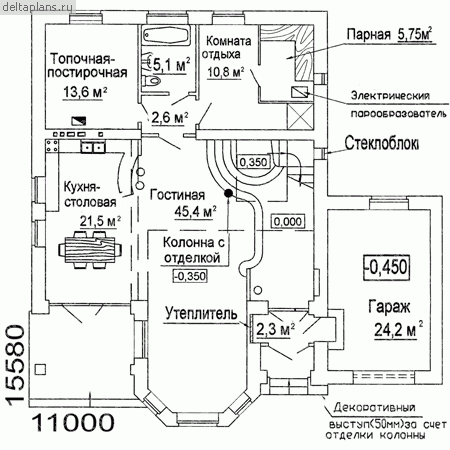 deltaplans.ru
Топочная-
постирочная
13,6 м²
5,1 м²
Комната
отдыха
10,8 м²
Парная 5,75м²
Электрический
парообразователь
2,6 м²
Стеклоблоки
Кухня-
столовая
21,5 м²
Гостиная
45,4 м²
0,350
0,000
Колонна с
отделкой
-0,350
-0,450
Гараж
24,2 м²
Утеплитель
2,3 м²
15580
11000
Декоративный
выступ(50мм)за счет
отделки колонны